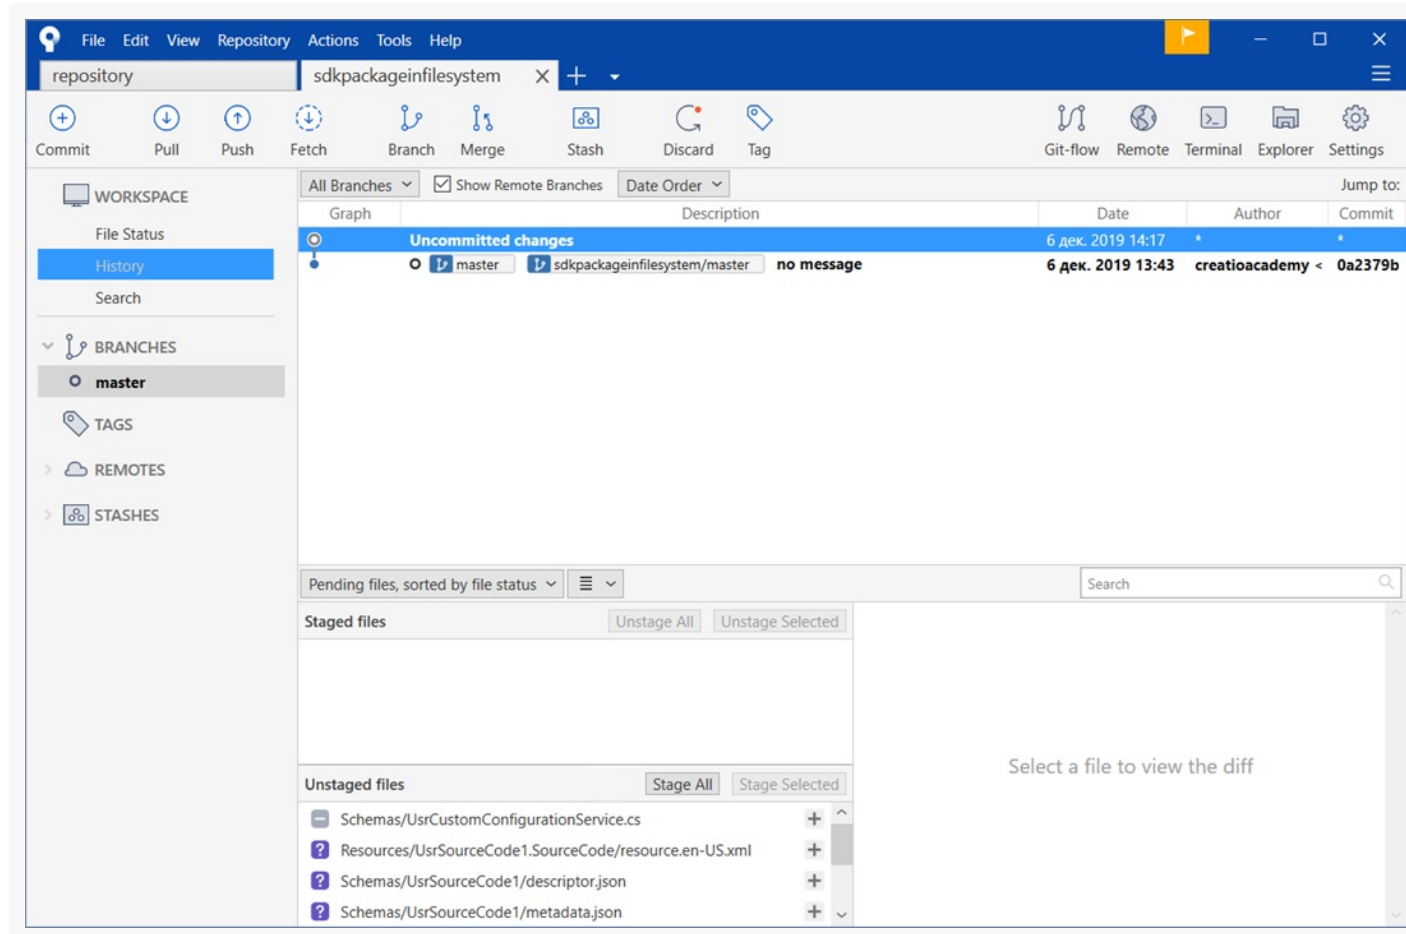 File Edit View Repository Actions Tools Help
repository sdkpackageinfilesystem
Commit Pull Push Fetch Branch Merge Stash Discard Tag Git-flow Remote Terminal Explorer Settings
WORKSPACE
File Status
History
Search
BRANCHES
master
TAGS
REMOTES
STASHES
All Branches Show Remote Branches Date Order Jump to:
Graph Description Date Author Commit
Uncommitted changes 6 дек. 2019 14:17 * *
master sdkpackageinfilesystem/master no message 6 дек. 2019 13:43 creatioacademy < 0a2379b
Pending files, sorted by file status Search
Staged files Unstage All Unstage Selected
Unstaged files Stage All Stage Selected
Schemas/UsrCustomConfigurationService.cs
Resources/UsrSourceCode1.SourceCode/resource.en-US.xml
Schemas/UsrSourceCode1/descriptor.json
Schemas/UsrSourceCode1/metadata.json
Select a file to view the diff